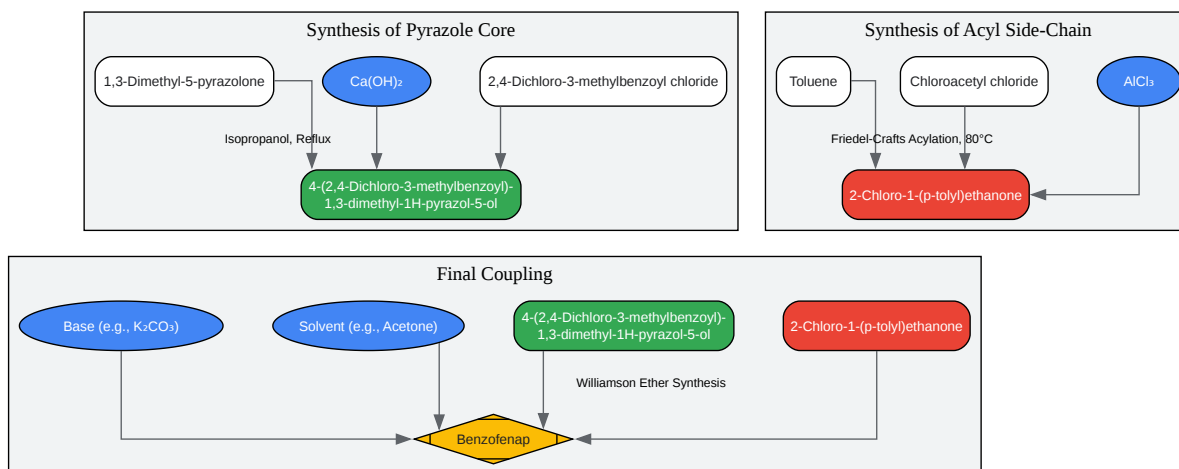 Synthesis of Pyrazole Core
1,3-Dimethyl-5-pyrazolone
Ca(OH)₂
2,4-Dichloro-3-methylbenzoyl chloride
Isopropanol, Reflux
4-(2,4-Dichloro-3-methylbenzoyl)-
1,3-dimethyl-1H-pyrazol-5-ol
Synthesis of Acyl Side-Chain
Toluene
Chloroacetyl chloride
AlCl₃
Friedel-Crafts Acylation, 80°C
2-Chloro-1-(p-tolyl)ethanone
Final Coupling
Base (e.g., K₂CO₃)
Solvent (e.g., Acetone)
4-(2,4-Dichloro-3-methylbenzoyl)-
1,3-dimethyl-1H-pyrazol-5-ol
2-Chloro-1-(p-tolyl)ethanone
Williamson Ether Synthesis
Benzofenap